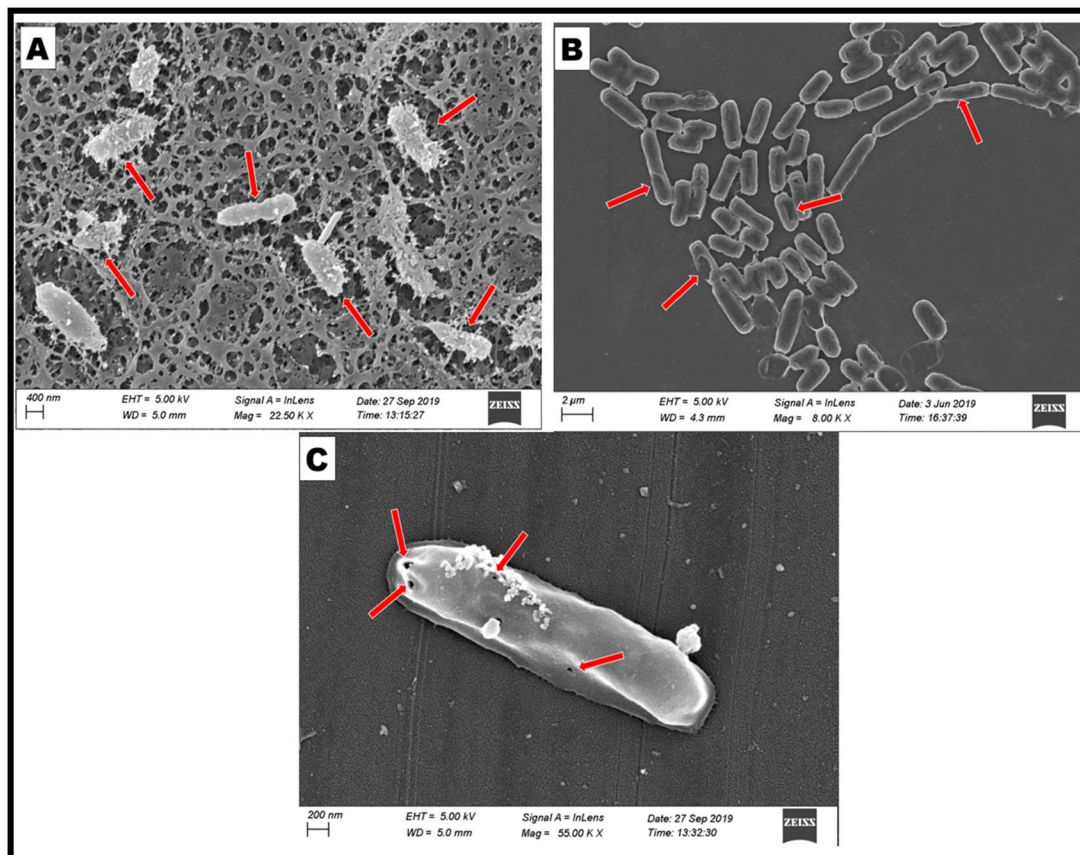 A
400 nm
EHT = 5.00 kV Signal A = InLens Date: 27 Sep 2019
WD = 5.0 mm Mag = 22.50 K X Time: 13:15:27
ZEISS
B
2 µm
EHT = 5.00 kV Signal A = InLens Date: 3 Jun 2019
WD = 4.3 mm Mag = 8.00 K X Time: 16:37:39
ZEISS
C
200 nm
EHT = 5.00 kV Signal A = InLens Date: 27 Sep 2019
WD = 5.0 mm Mag = 55.00 K X Time: 13:32:30
ZEISS